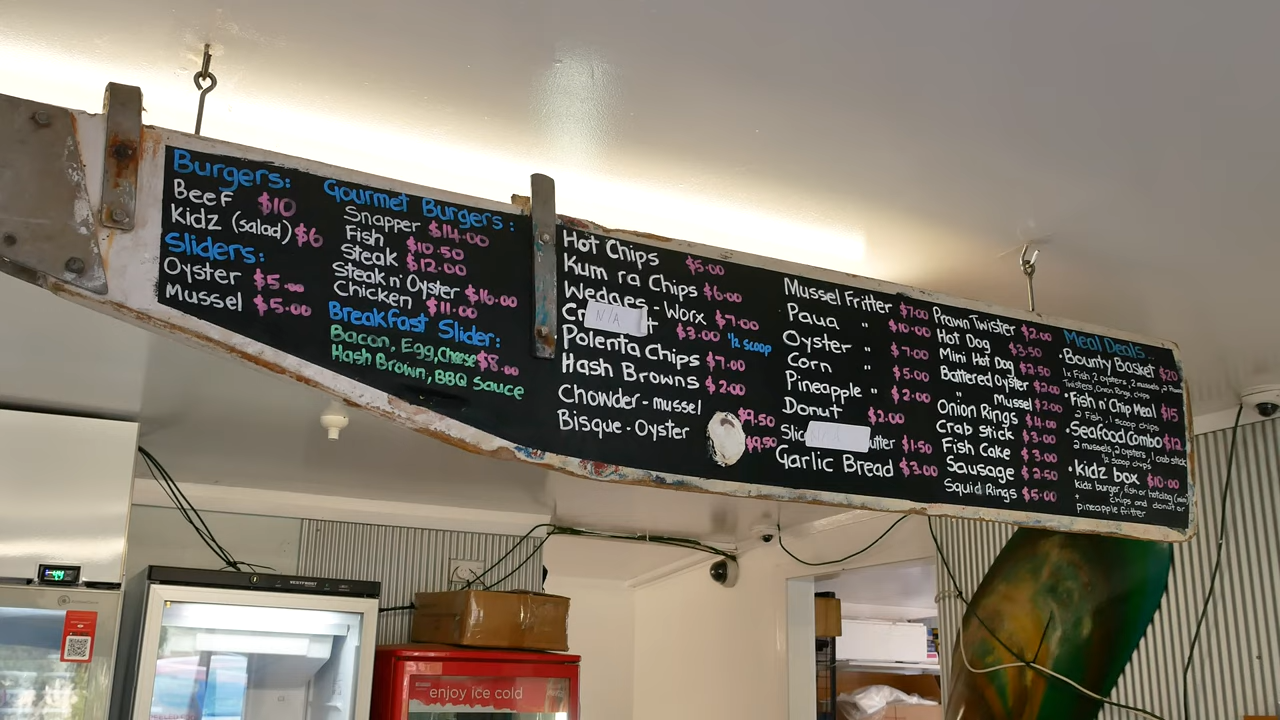 Burgers:
Beef $10
Kidz (salad) $6
Sliders:
Oyster $5.00
Mussel $5.00
Gourmet Burgers:
Snapper $14.00
Fish $10.50
Steak $12.00
Steak n' Oyster $16.00
Chicken $11.00
Breakfast Slider:
Bacon, Egg, Cheese $8.00
Hash Brown, BBQ Sauce
Hot Chips $5.00
Kum ra Chips $6.00
Wedges - Worx $7.00
N/A $3.00 1/2 scoop
Polenta Chips $7.00
Hash Browns $2.00
Chowder - mussel $9.50
Bisque - Oyster $9.50
Mussel Fritter $7.00
Paua " $10.00
Oyster " $7.00
Corn " $5.00
Pineapple " $2.00
Donut $2.00
$1.50
Garlic Bread $3.00
Prawn Twister $2.00
Hot Dog $3.50
Mini Hot Dog $2.50
Battered Oyster $2.00
" Mussel $2.00
Onion Rings $4.00
Crab Stick $3.00
Fish Cake $3.00
Sausage $2.50
Squid Rings $5.00
Meal Deals..
·Bounty Basket $20
1x Fish, 2 oysters, 2 mussels, 2
Twisters, Onion Rings, chips
·Fish n' Chip Meal $15
2 Fish, 1 scoop chips
·Seafood Combo $12
2 mussels, 2 oysters, 1 crab stick
1/2 scoop chips
·Kidz box $10.00
Kidz burger, fish or hotdog (mini)
+ chips and donut or
pineapple fritter
VESTFROST
enjoy ice cold